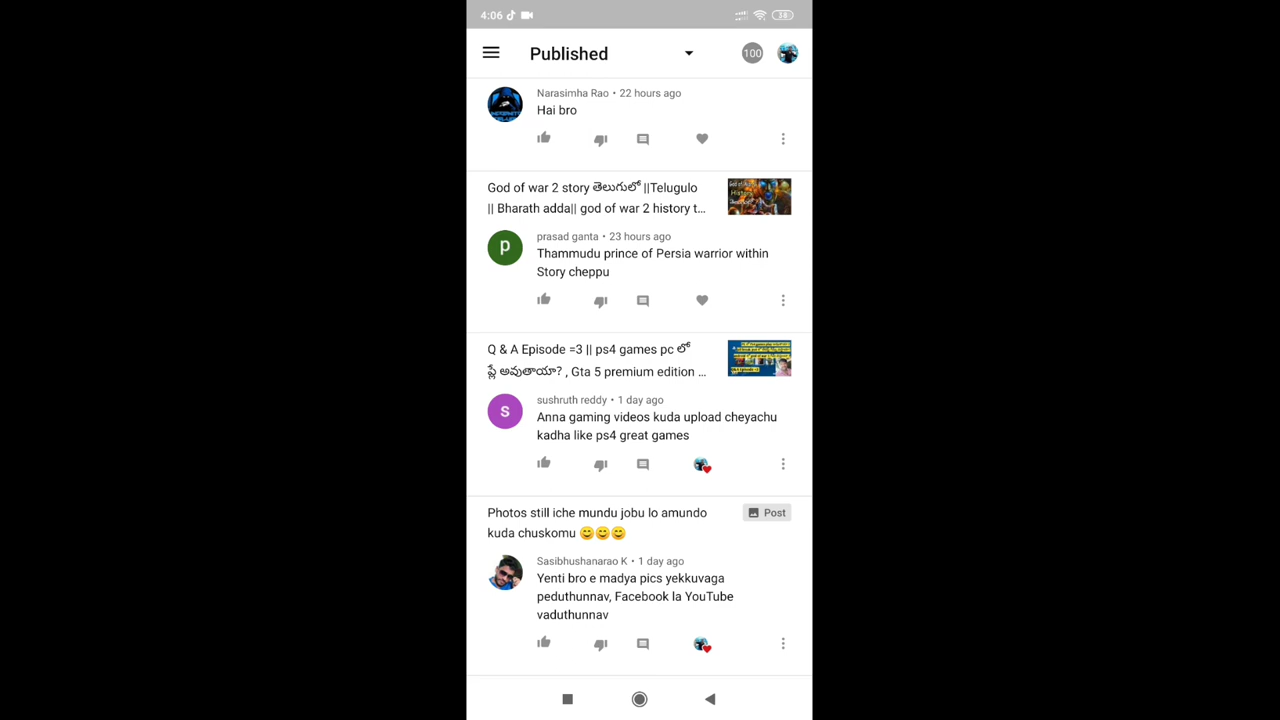 4:06
38
Published
100
Narasimha Rao • 22 hours ago
Hai bro
God of war 2 story తెలుగులో ||Telugulo
|| Bharath adda|| god of war 2 history t...
prasad ganta • 23 hours ago
p
Thammudu prince of Persia warrior within
Story cheppu
Q & A Episode =3 || ps4 games pc లో
ప్లే అవుతాయా? , Gta 5 premium edition ...
sushruth reddy • 1 day ago
s
Anna gaming videos kuda upload cheyachu
kadha like ps4 great games
Photos still iche mundu jobu lo amundo
kuda chuskomu 😊😊😊
Post
Sasibhushanarao K • 1 day ago
Yenti bro e madya pics yekkuvaga
peduthunnav, Facebook la YouTube
vaduthunnav